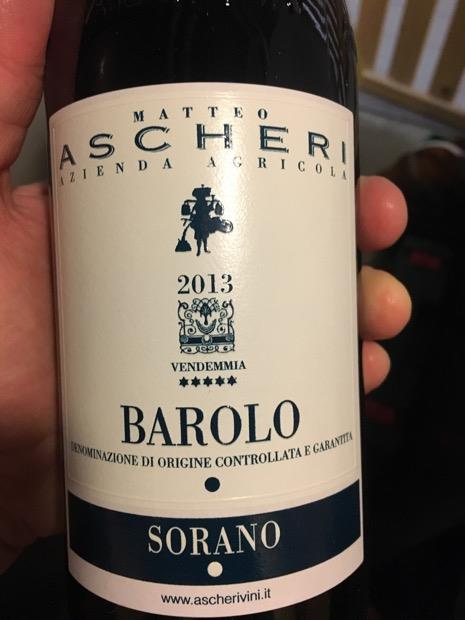 MATTEO
ASCHERI
AZIENDA AGRICOLA
2013
VENDEMMIA
★★★★★
BAROLO
DENOMINAZIONE DI ORIGINE CONTROLLATA E GARANTITA
SORANO
www.ascherivini.it